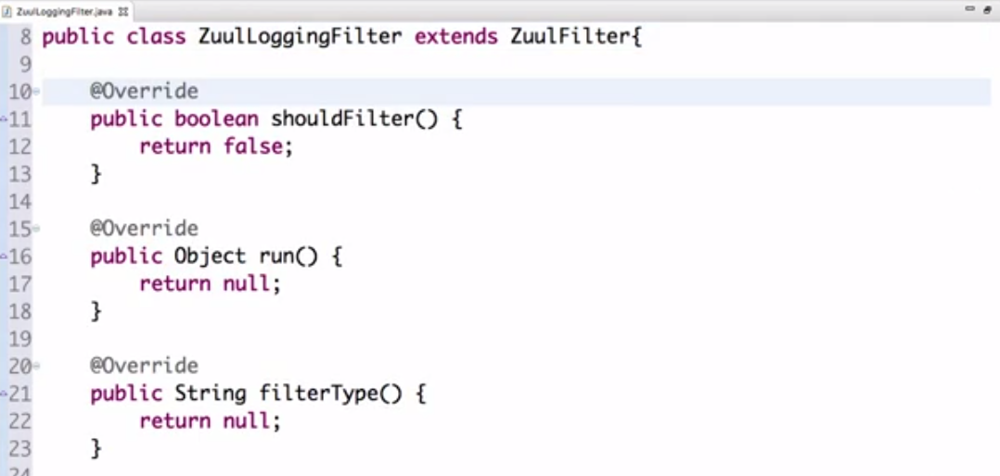 ZuulLoggingFilter.java
8 public class ZuulLoggingFilter extends ZuulFilter{
9
10 @Override
11 public boolean shouldFilter() {
12 return false;
13 }
14
15 @Override
16 public Object run() {
17 return null;
18 }
19
20 @Override
21 public String filterType() {
22 return null;
23 }
24